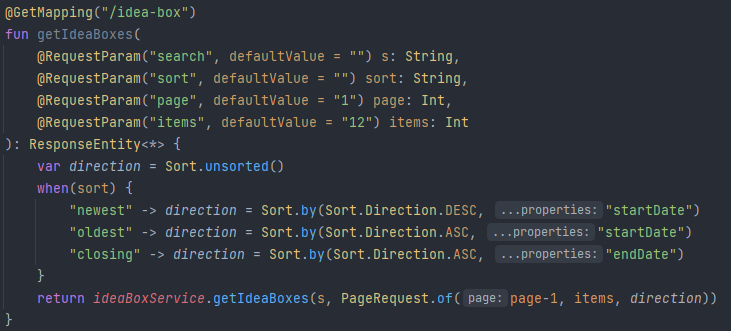 @GetMapping("/idea-box")
fun getIdeaBoxes(
    @RequestParam("search", defaultValue = "") s: String,
    @RequestParam("sort", defaultValue = "") sort: String,
    @RequestParam("page", defaultValue = "1") page: Int,
    @RequestParam("items", defaultValue = "12") items: Int
): ResponseEntity<*> {
    var direction = Sort.unsorted()
    when(sort) {
        "newest" -> direction = Sort.by(Sort.Direction.DESC, ...properties: "startDate")
        "oldest" -> direction = Sort.by(Sort.Direction.ASC, ...properties: "startDate")
        "closing" -> direction = Sort.by(Sort.Direction.ASC, ...properties: "endDate")
    }
    return ideaBoxService.getIdeaBoxes(s, PageRequest.of( page: page-1, items, direction))
}